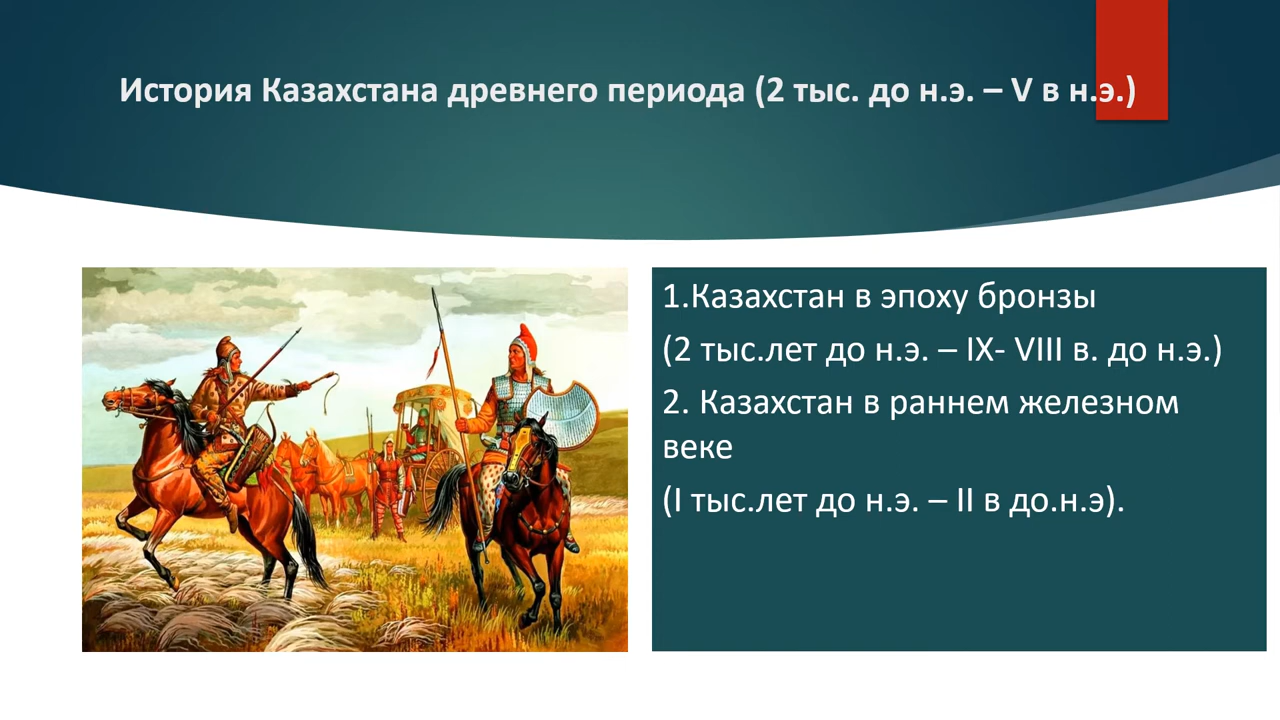 История Казахстана древнего периода (2 тыс. до н.э. – V в н.э.)
1.Казахстан в эпоху бронзы
(2 тыс.лет до н.э. – IX- VIII в. до н.э.)
2. Казахстан в раннем железном
веке
(I тыс.лет до н.э. – II в до.н.э).